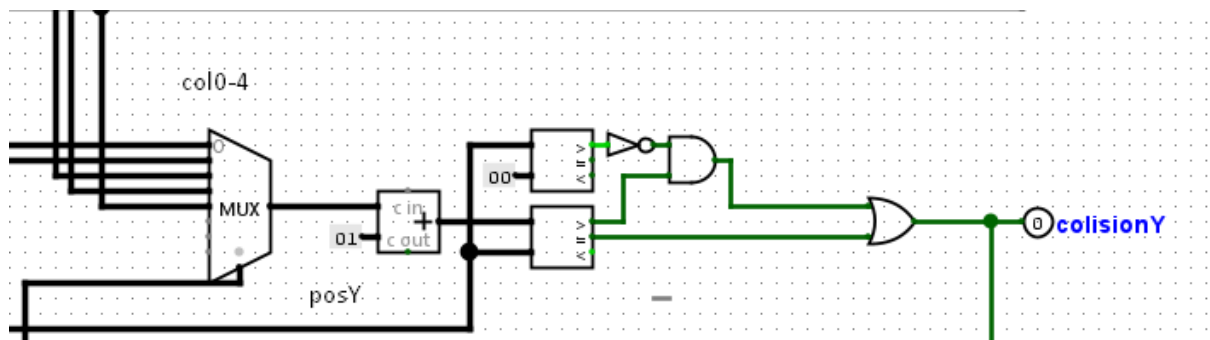 col0-4
0
MUX
01
c in
+
c out
posY
00
>
=
<
>
=
<
0
colisionY